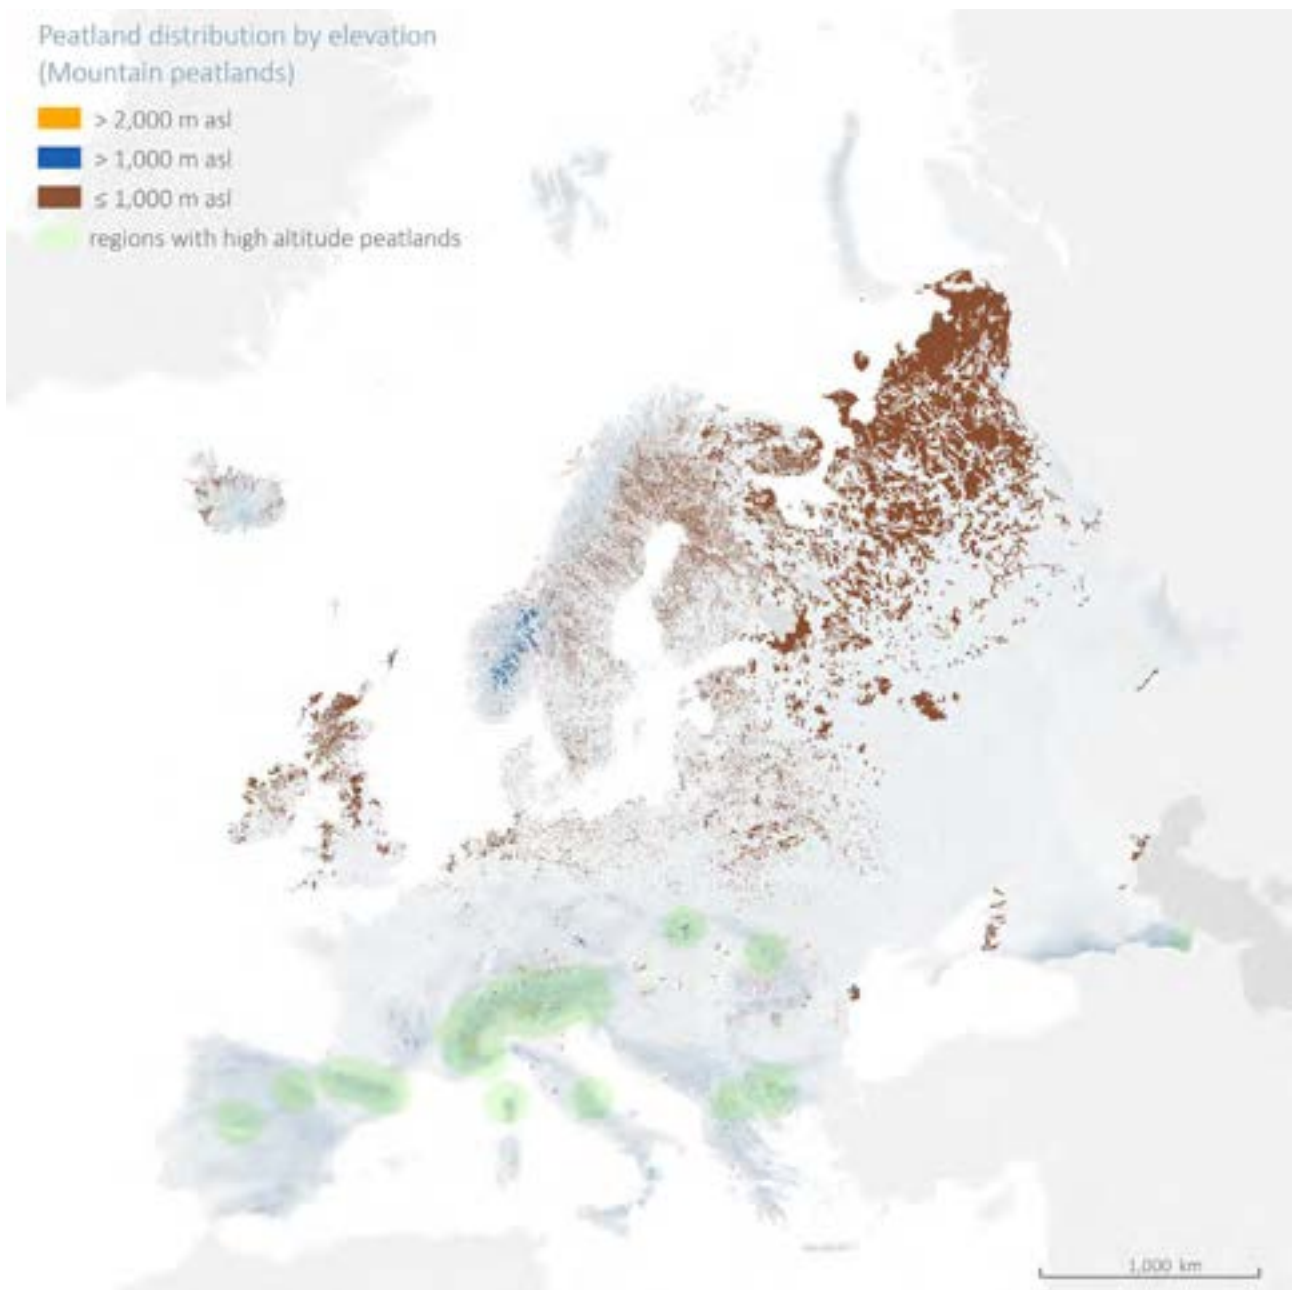 Peatland distribution by elevation
(Mountain peatlands)
> 2,000 m asl
> 1,000 m asl
≤ 1,000 m asl
regions with high altitude peatlands
1,000 km